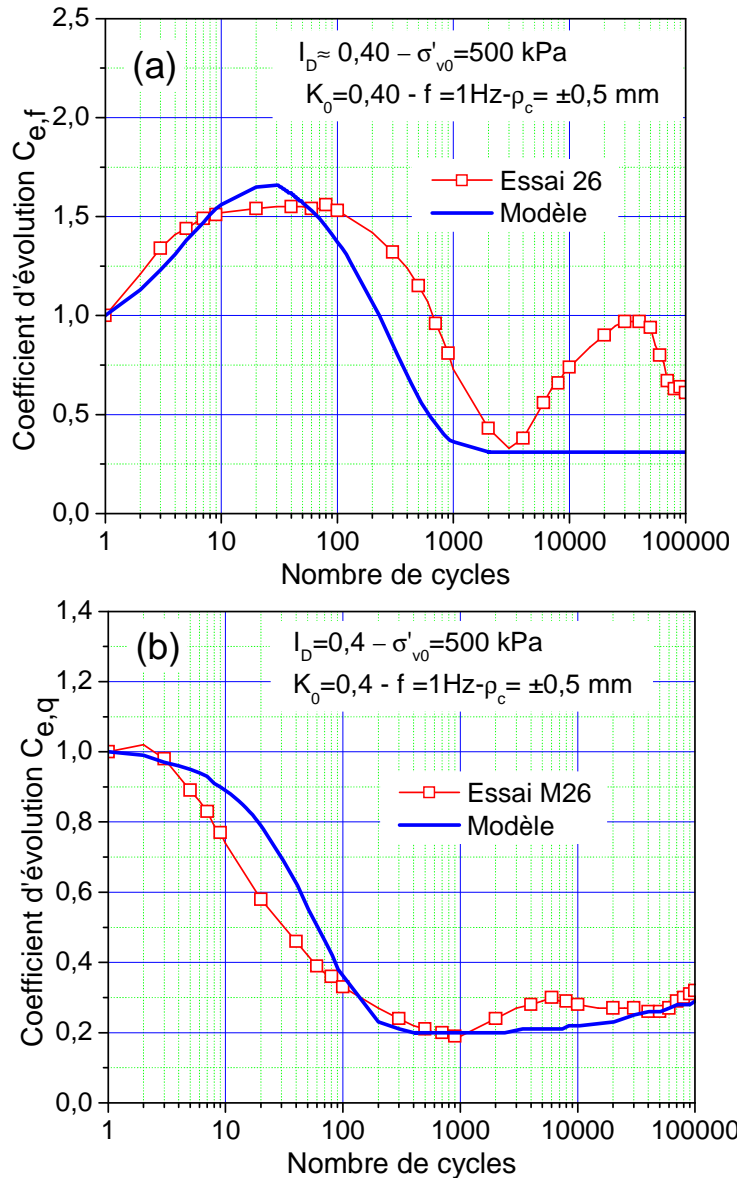 (a)
I_D≈ 0,40 – σ'_v0=500 kPa
K_0=0,40 - f =1Hz-ρ_c= ±0,5 mm
Essai 26
Modèle
Coefficient d'évolution C_e,f
2,5
2,0
1,5
1,0
0,5
0,0
1 10 100 1000 10000 100000
Nombre de cycles
(b)
I_D=0,4 – σ'_v0=500 kPa
K_0=0,4 - f =1Hz-ρ_c= ±0,5 mm
Essai M26
Modèle
Coefficient d'évolution C_e,q
1,4
1,2
1,0
0,8
0,6
0,4
0,2
0,0
1 10 100 1000 10000 100000
Nombre de cycles